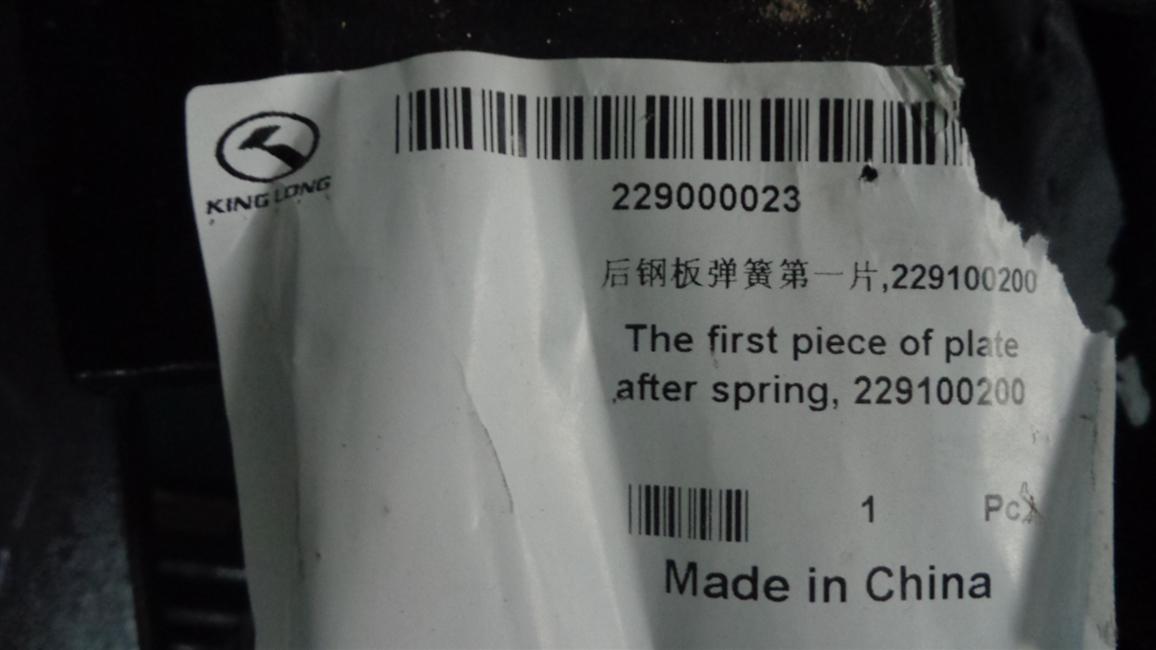 KING LONG
229000023
后钢板弹簧第一片,229100200
The first piece of plate
after spring, 229100200
1 Pc
Made in China